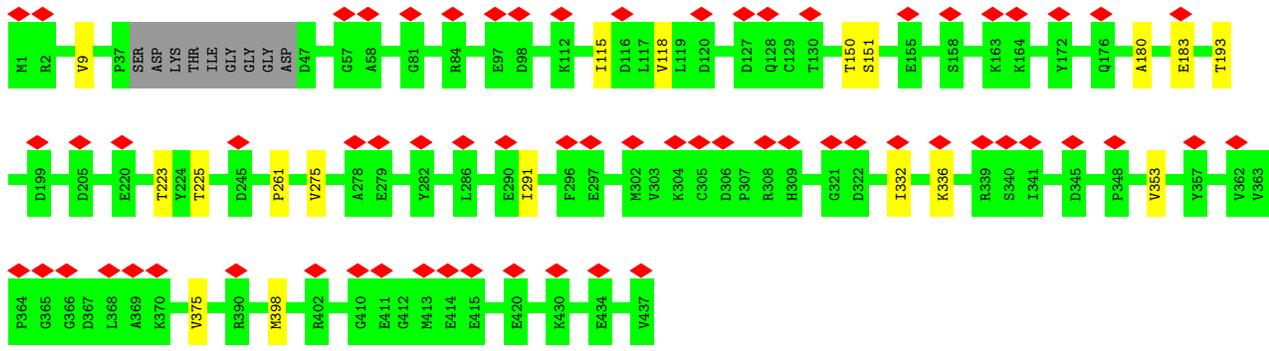 M1 R2 V9 P37 SER ASP LYS THR ILE GLY GLY GLY ASP D47 G57 A58 G81 R84 E97 D98 K112 I115 D116 L117 V118 L119 D120 D127 Q128 C129 T130 T150 S151 E155 S158 K163 K164 Y172 Q176 A180 E183 T193
D199 D205 E220 T223 Y224 T225 D245 P261 V275 A278 E279 Y282 L286 E290 I291 F296 E297 M302 V303 K304 C305 D306 P307 R308 H309 G321 D322 I332 K336 R339 S340 I341 D345 P348 V353 Y357 V362 V363
P364 G365 G366 D367 L368 A369 K370 V375 R390 M398 R402 G410 E411 G412 M413 E414 E415 E420 K430 E434 V437